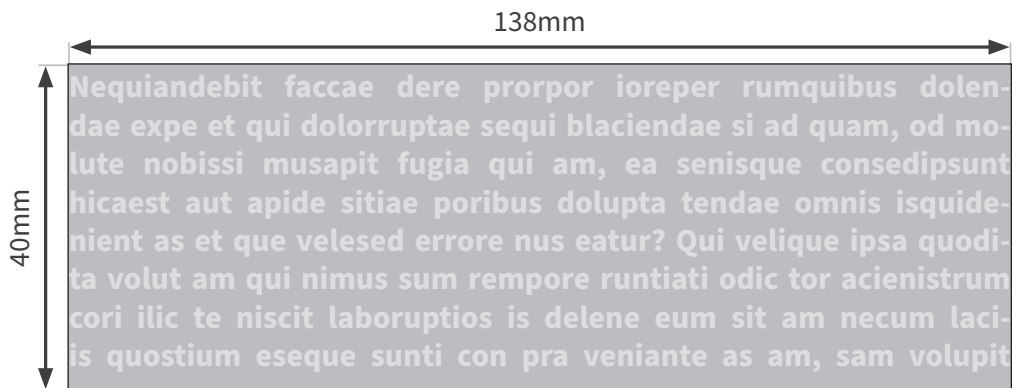 138mm
40mm
Nequiandebit faccae dere prorpor ioreper rumquibus dolen-
dae expe et qui dolorruptae sequi blaciendae si ad quam, od mo-
lute nobissi musapit fugia qui am, ea senisque consedipsunt
hicaest aut apide sitiae poribus dolupta tendae omnis isquide-
nient as et que velesed errore nus eatur? Qui velique ipsa quodi-
ta volut am qui nimus sum rempore runtiati odic tor acienistrum
cori ilic te niscit laboruptios is delene eum sit am necum laci-
is quostium eseque sunti con pra veniante as am, sam volupit